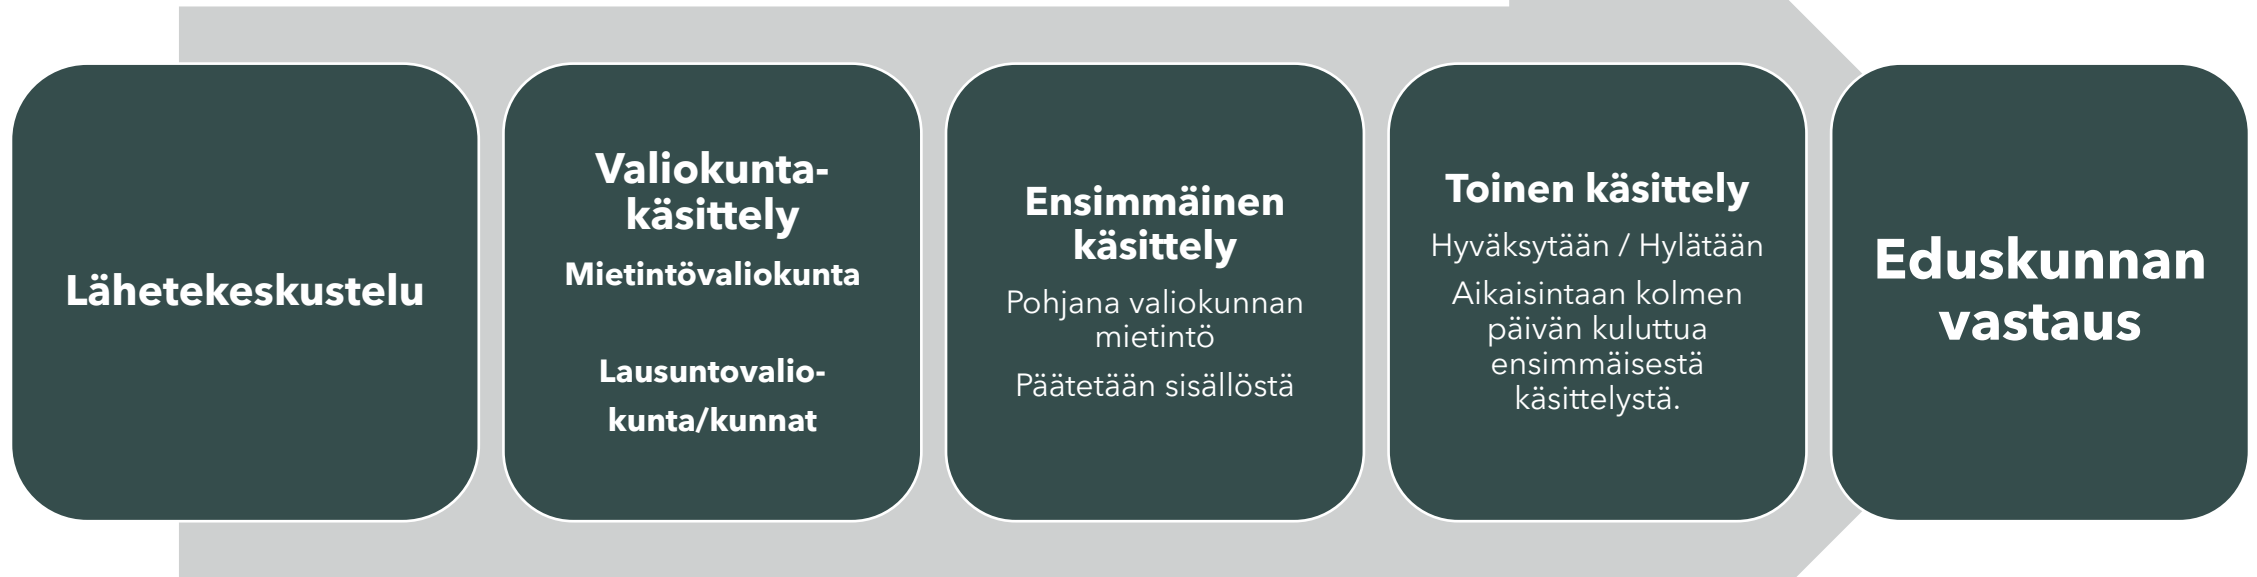 Lähetekeskustelu
Valiokunta-
käsittely
Mietintövaliokunta
Lausuntovalio-
kunta/kunnat
Ensimmäinen
käsittely
Pohjana valiokunnan
mietintö
Päätetään sisällöstä
Toinen käsittely
Hyväksytään / Hylätään
Aikaisintaan kolmen
päivän kuluttua
ensimmäisestä
käsittelystä.
Eduskunnan
vastaus